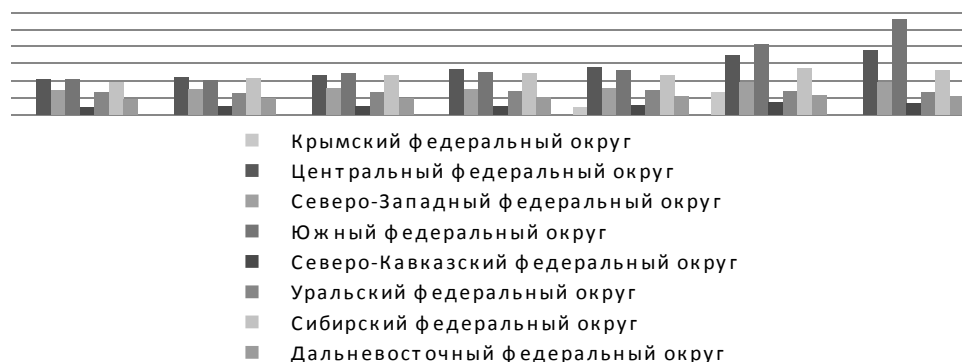 Крымский федеральный округ
Центральный федеральный округ
Северо-Западный федеральный округ
Южный федеральный округ
Северо-Кавказский федеральный округ
Уральский федеральный округ
Сибирский федеральный округ
Дальневосточный федеральный округ